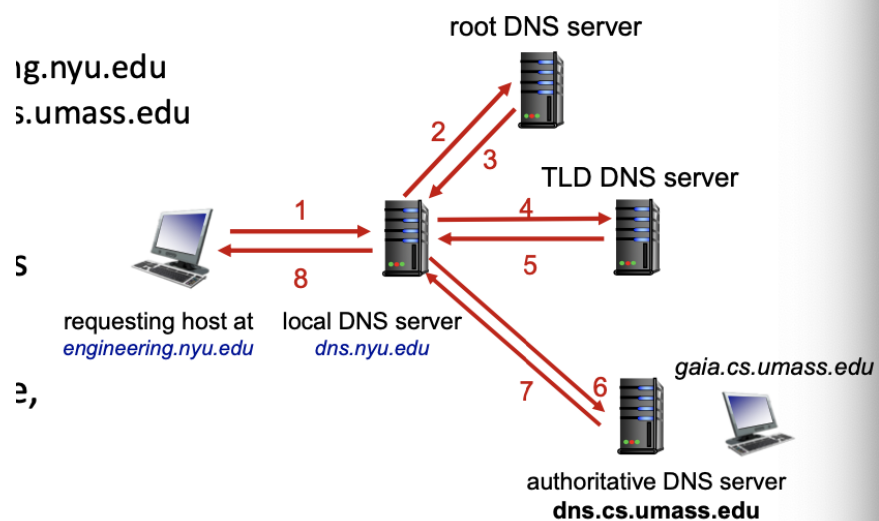 root DNS server
ng.nyu.edu
s.umass.edu
2
3
TLD DNS server
1
4
5
8
s
requesting host at
engineering.nyu.edu
local DNS server
dns.nyu.edu
gaia.cs.umass.edu
6
7
e,
authoritative DNS server
dns.cs.umass.edu